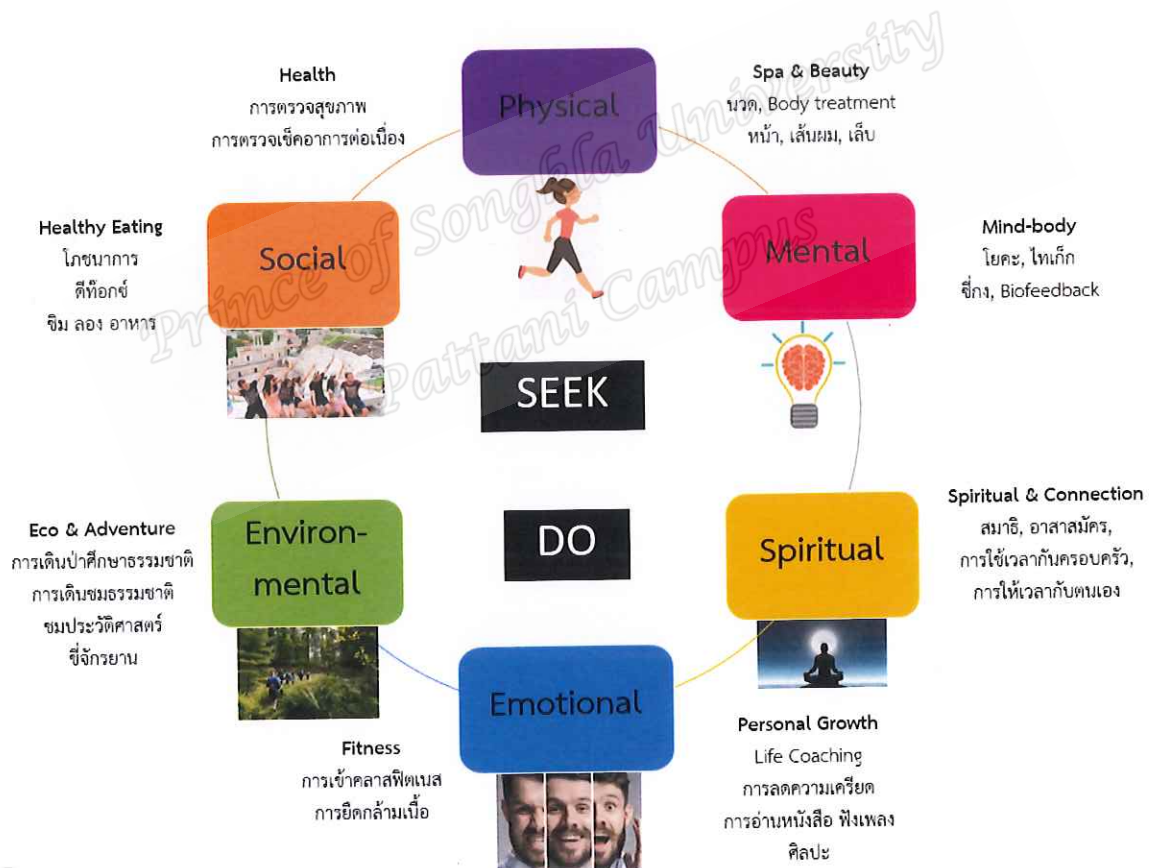 Prince of Songkla University
Pattani Campus
Health
การตรวจสุขภาพ
การตรวจเช็คอาการต่อเนื่อง
Physical
Spa & Beauty
นวด, Body treatment
หน้า, เส้นผม, เล็บ
Healthy Eating
โภชนาการ
ดีท๊อกซ์
ชิม ลอง อาหาร
Social
Mental
Mind-body
โยคะ, ไทเก็ก
ชี่กง, Biofeedback
SEEK
DO
Eco & Adventure
การเดินป่าศึกษาธรรมชาติ
การเดินชมธรรมชาติ
ชมประวัติศาสตร์
ขี่จักรยาน
Environ-
mental
Spiritual
Spiritual & Connection
สมาธิ, อาสาสมัคร,
การใช้เวลากับครอบครัว,
การให้เวลากับตนเอง
Emotional
Fitness
การเข้าคลาสฟิตเนส
การยืดกล้ามเนื้อ
Personal Growth
Life Coaching
การลดความเครียด
การอ่านหนังสือ ฟังเพลง
ศิลปะ